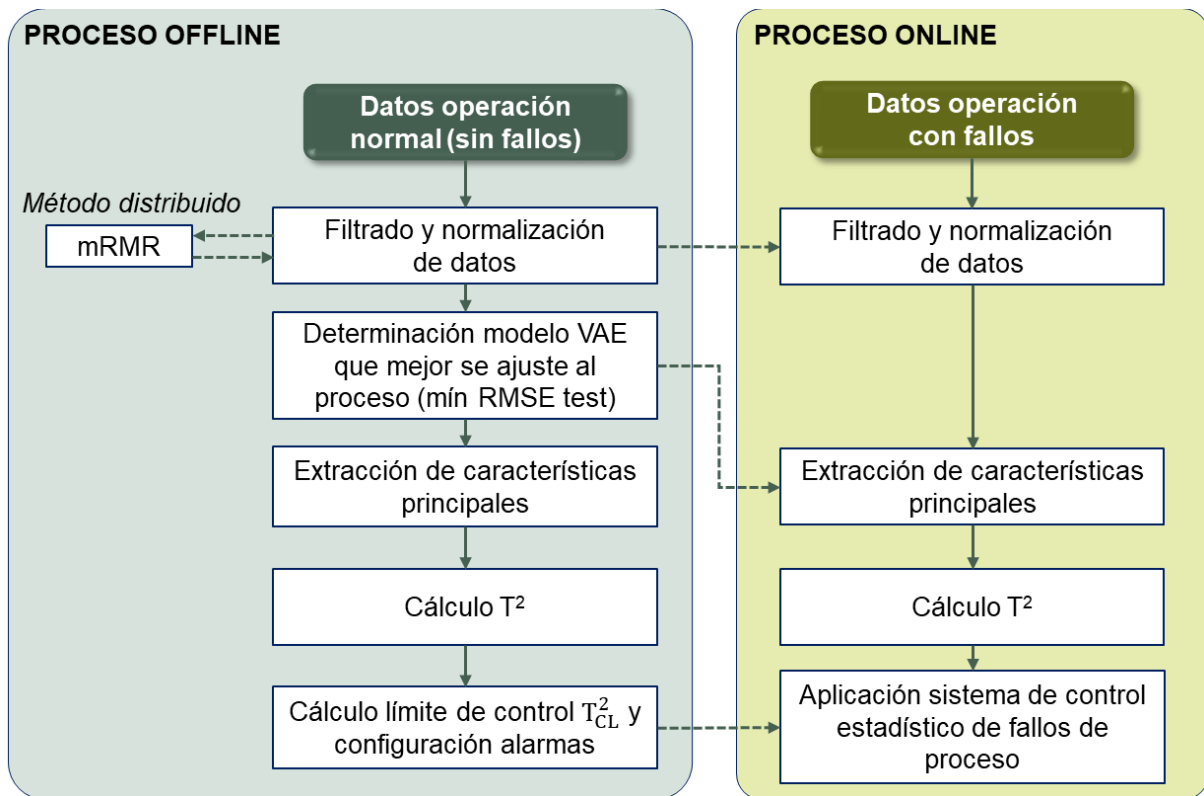 PROCESO OFFLINE
Datos operación
normal (sin fallos)
Método distribuido
mRMR
Filtrado y normalización
de datos
Determinación modelo VAE
que mejor se ajuste al
proceso (mín RMSE test)
Extracción de características
principales
Cálculo T²
Cálculo límite de control T²CL y
configuración alarmas
PROCESO ONLINE
Datos operación
con fallos
Filtrado y normalización
de datos
Extracción de características
principales
Cálculo T²
Aplicación sistema de control
estadístico de fallos de
proceso